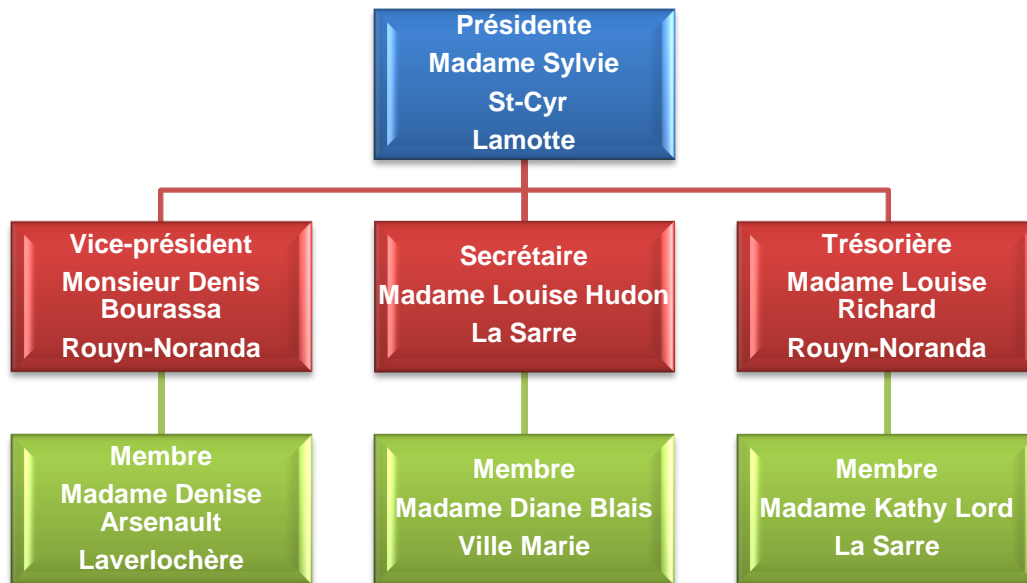 Présidente
Madame Sylvie
St-Cyr
Lamotte
Vice-président
Monsieur Denis
Bourassa
Rouyn-Noranda
Secrétaire
Madame Louise Hudon
La Sarre
Trésorière
Madame Louise
Richard
Rouyn-Noranda
Membre
Madame Denise
Arsenault
Laverlochère
Membre
Madame Diane Blais
Ville Marie
Membre
Madame Kathy Lord
La Sarre